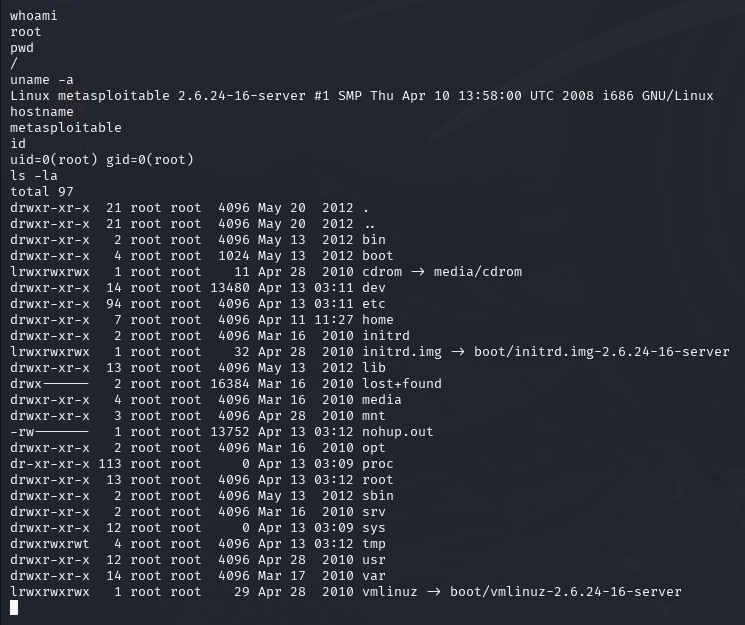 whoami
root
pwd
/
uname -a
Linux metasploitable 2.6.24-16-server #1 SMP Thu Apr 10 13:58:00 UTC 2008 i686 GNU/Linux
hostname
metasploitable
id
uid=0(root) gid=0(root)
ls -la
total 97
drwxr-xr-x  21 root root  4096 May 20  2012 .
drwxr-xr-x  21 root root  4096 May 20  2012 ..
drwxr-xr-x   2 root root  4096 May 13  2012 bin
drwxr-xr-x   4 root root  1024 May 13  2012 boot
lrwxrwxrwx   1 root root    11 Apr 28  2010 cdrom -> media/cdrom
drwxr-xr-x  14 root root 13480 Apr 13 03:11 dev
drwxr-xr-x  94 root root  4096 Apr 13 03:11 etc
drwxr-xr-x   7 root root  4096 Apr 11 11:27 home
drwxr-xr-x   2 root root  4096 Mar 16  2010 initrd
lrwxrwxrwx   1 root root    32 Apr 28  2010 initrd.img -> boot/initrd.img-2.6.24-16-server
drwxr-xr-x  13 root root  4096 May 13  2012 lib
drwx------   2 root root 16384 Mar 16  2010 lost+found
drwxr-xr-x   4 root root  4096 Mar 16  2010 media
drwxr-xr-x   3 root root  4096 Apr 28  2010 mnt
-rw-------   1 root root 13752 Apr 13 03:12 nohup.out
drwxr-xr-x   2 root root  4096 Mar 16  2010 opt
dr-xr-xr-x 113 root root     0 Apr 13 03:09 proc
drwxr-xr-x  13 root root  4096 Apr 13 03:12 root
drwxr-xr-x   2 root root  4096 May 13  2012 sbin
drwxr-xr-x   2 root root  4096 Mar 16  2010 srv
drwxr-xr-x  12 root root     0 Apr 13 03:09 sys
drwxrwxrwt   4 root root  4096 Apr 13 03:12 tmp
drwxr-xr-x  12 root root  4096 Apr 28  2010 usr
drwxr-xr-x  14 root root  4096 Mar 17  2010 var
lrwxrwxrwx   1 root root    29 Apr 28  2010 vmlinuz -> boot/vmlinuz-2.6.24-16-server